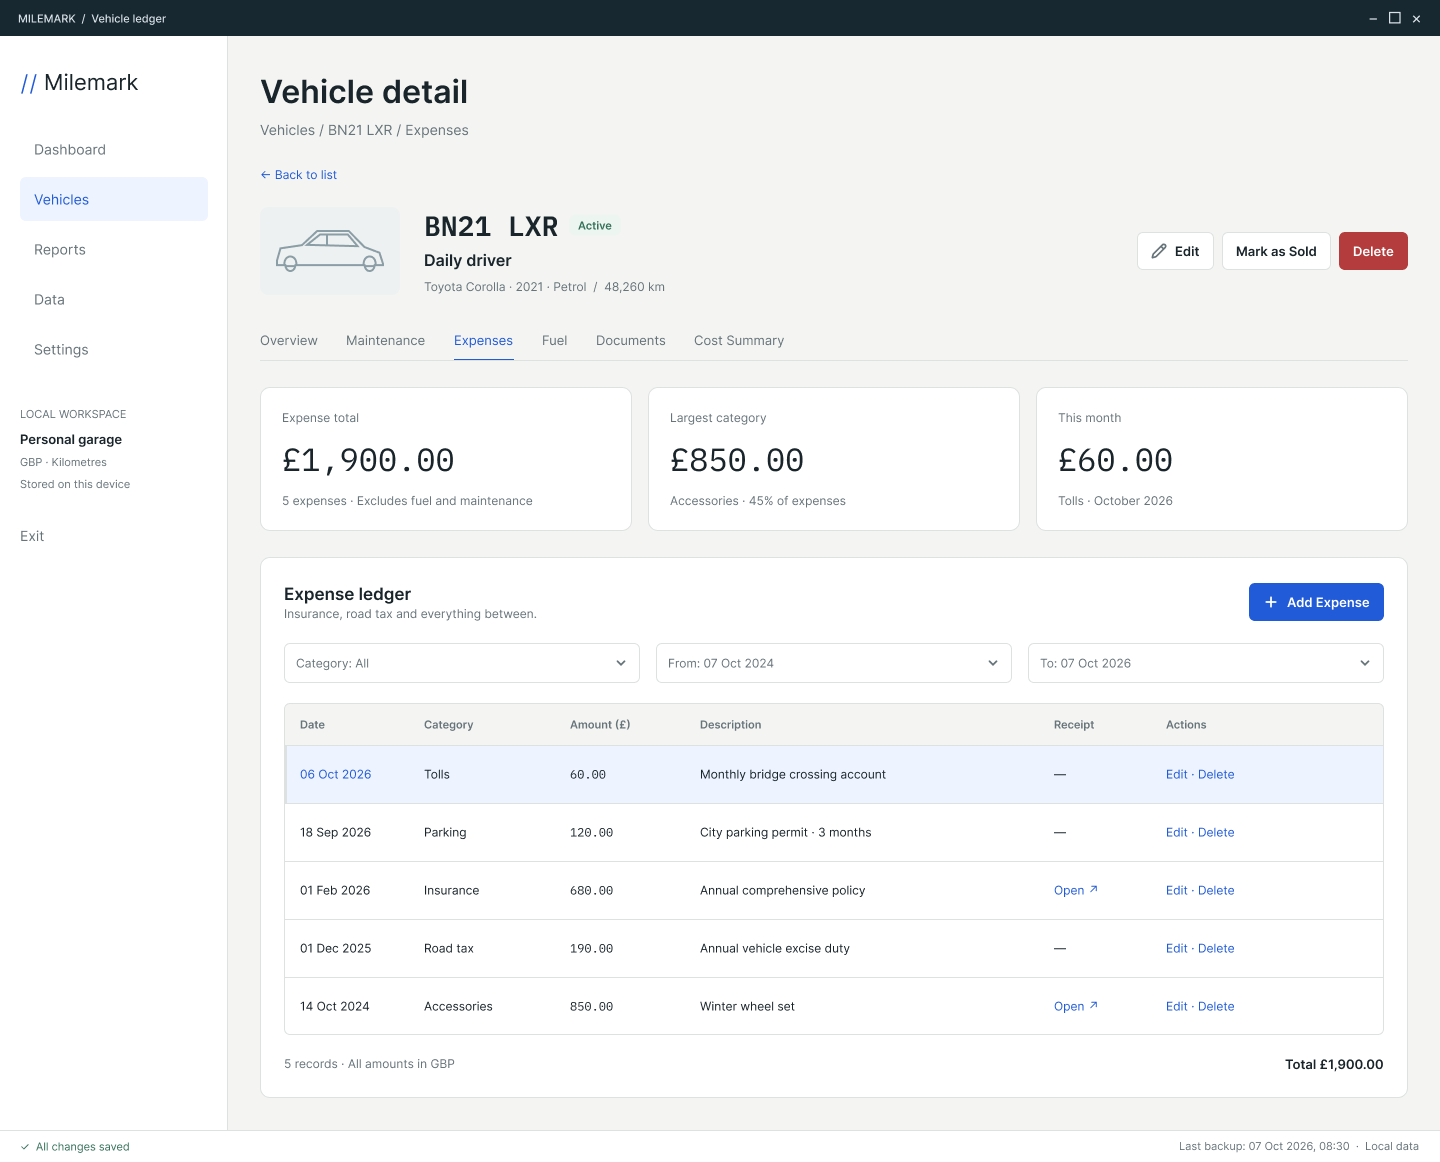 MILEMARK / Vehicle ledger
// Milemark
Dashboard
Vehicles
Reports
Data
Settings
LOCAL WORKSPACE
Personal garage
GBP · Kilometres
Stored on this device
Exit
Vehicle detail
Vehicles / BN21 LXR / Expenses
← Back to list
BN21 LXR Active
Daily driver
Toyota Corolla · 2021 · Petrol / 48,260 km
Edit Mark as Sold Delete
Overview Maintenance Expenses Fuel Documents Cost Summary
Expense total
£1,900.00
5 expenses · Excludes fuel and maintenance
Largest category
£850.00
Accessories · 45% of expenses
This month
£60.00
Tolls · October 2026
Expense ledger
Insurance, road tax and everything between.
+ Add Expense
Category: All From: 07 Oct 2024 To: 07 Oct 2026
Date Category Amount (£) Description Receipt Actions
06 Oct 2026 Tolls 60.00 Monthly bridge crossing account — Edit · Delete
18 Sep 2026 Parking 120.00 City parking permit · 3 months — Edit · Delete
01 Feb 2026 Insurance 680.00 Annual comprehensive policy Open ↗ Edit · Delete
01 Dec 2025 Road tax 190.00 Annual vehicle excise duty — Edit · Delete
14 Oct 2024 Accessories 850.00 Winter wheel set Open ↗ Edit · Delete
5 records · All amounts in GBP Total £1,900.00
✓ All changes saved Last backup: 07 Oct 2026, 08:30 · Local data